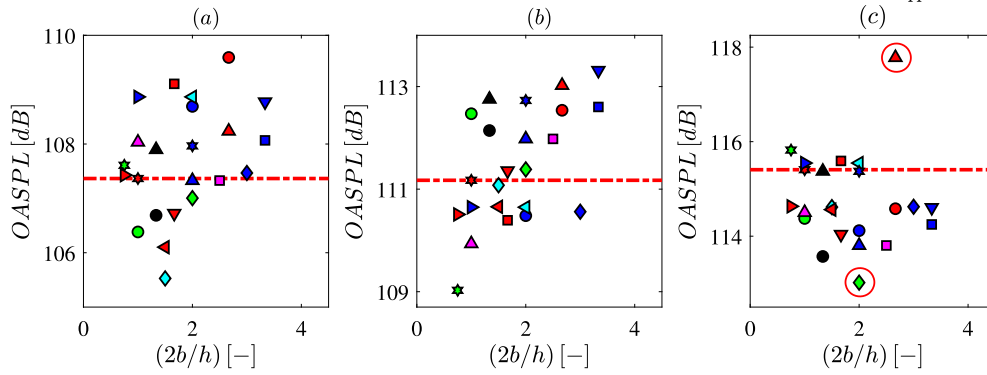 (a)
110
108
106
OASPL [dB]
0 2 4
(2b/h) [−]
(b)
113
111
109
OASPL [dB]
0 2 4
(2b/h) [−]
(c)
118
116
114
OASPL [dB]
0 2 4
(2b/h) [−]